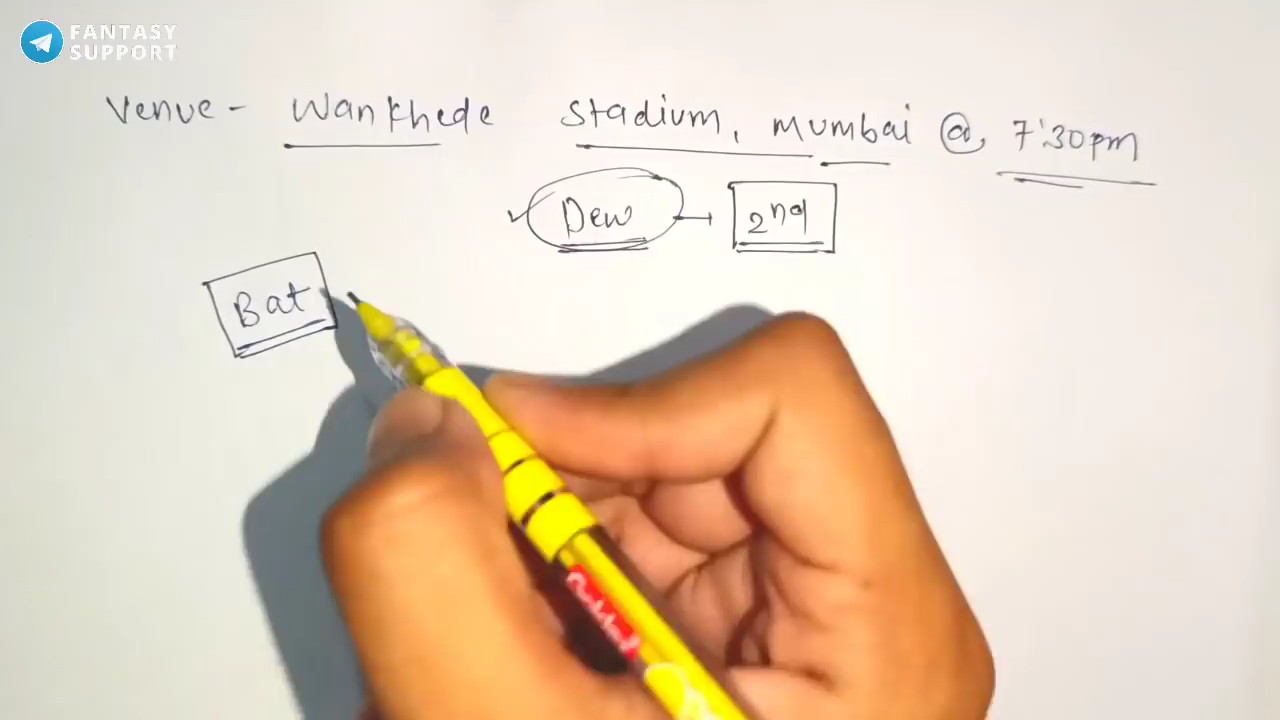 FANTASY
SUPPORT
Venue - Wankhede Stadium, Mumbai @ 7:30pm
Dew → 2nd
Bat